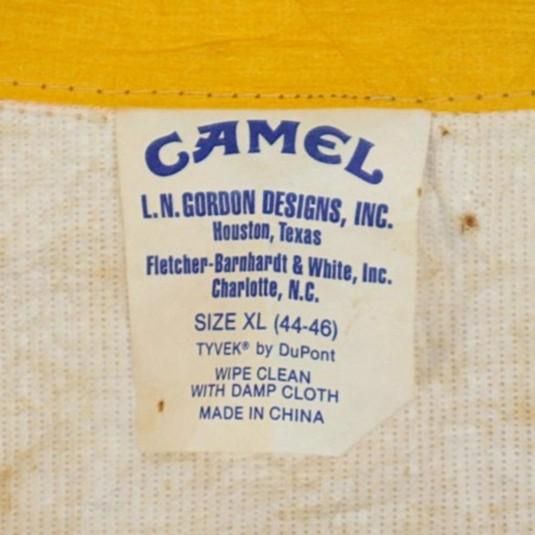 CAMEL
L.N. GORDON DESIGNS, INC.
Houston, Texas
Fletcher-Barnhardt & White, Inc.
Charlotte, N.C.
SIZE XL (44-46)
TYVEK® by DuPont
WIPE CLEAN
WITH DAMP CLOTH
MADE IN CHINA